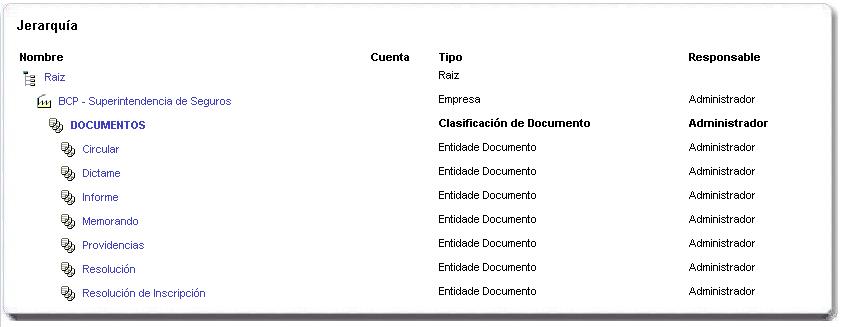 Jerarquía
Nombre Cuenta Tipo Responsable
Raiz Raiz
BCP - Superintendencia de Seguros Empresa Administrador
DOCUMENTOS Clasificación de Documento Administrador
Circular Entidade Documento Administrador
Dictame Entidade Documento Administrador
Informe Entidade Documento Administrador
Memorando Entidade Documento Administrador
Providencias Entidade Documento Administrador
Resolución Entidade Documento Administrador
Resolución de Inscripción Entidade Documento Administrador